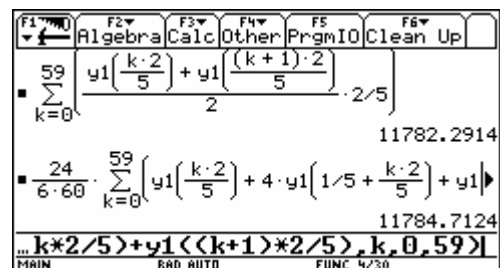 F1 F2 Algebra F3 Calc F4 Other F5 PrgmIO F6 Clean Up
▪ ∑_{k=0}^{59} ( ( y1(k·2/5) + y1((k+1)·2/5) ) / 2 · 2/5 )
11782.2914
▪ 24/(6·60) · ∑_{k=0}^{59} ( y1(k·2/5) + 4·y1(1/5 + k·2/5) + y1
11784.7124
…k*2/5)+y1((k+1)*2/5),k,0,59)
MAIN RAD AUTO FUNC 4/30